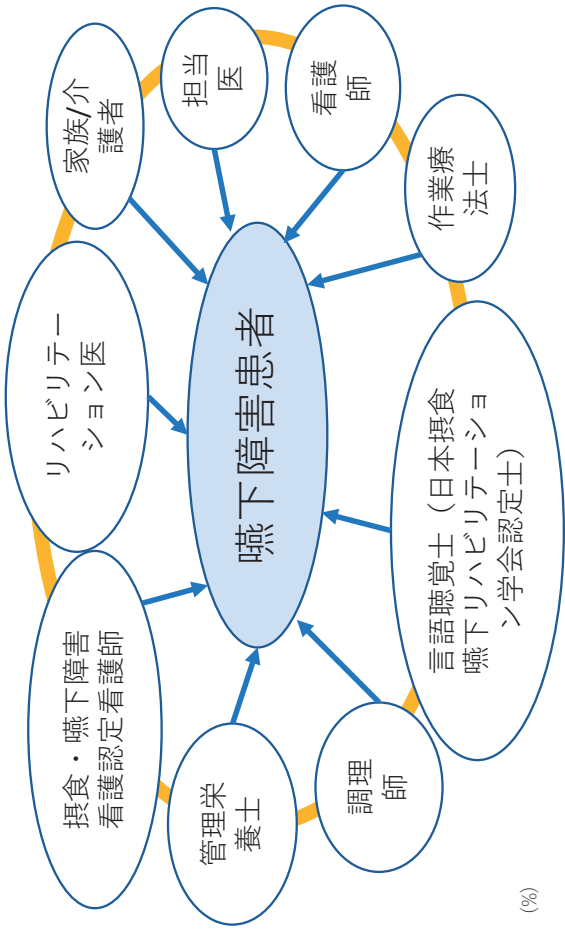 摂食・嚥下障害
看護認定看護師
リハビリテー
ション医
家族/介
護者
担当
医
看護
師
作業療
法士
言語聴覚士（日本摂食
嚥下リハビリテーショ
ン学会認定士）
調理
師
管理栄
養士
嚥下障害患者
(%)